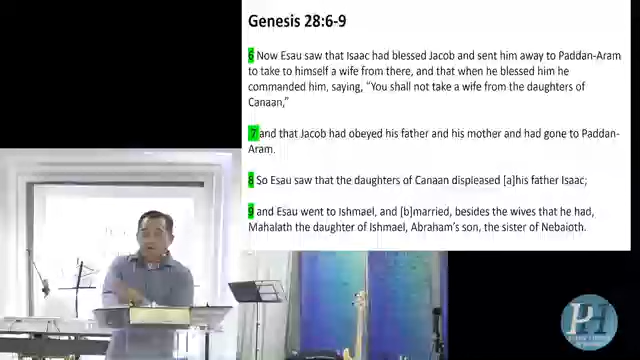 Genesis 28:6-9
6 Now Esau saw that Isaac had blessed Jacob and sent him away to Paddan-Aram
to take to himself a wife from there, and that when he blessed him he
commanded him, saying, “You shall not take a wife from the daughters of
Canaan,”
7 and that Jacob had obeyed his father and his mother and had gone to Paddan-
Aram.
8 So Esau saw that the daughters of Canaan displeased [a]his father Isaac;
9 and Esau went to Ishmael, and [b]married, besides the wives that he had,
Mahalath the daughter of Ishmael, Abraham’s son, the sister of Nebaioth.
PH